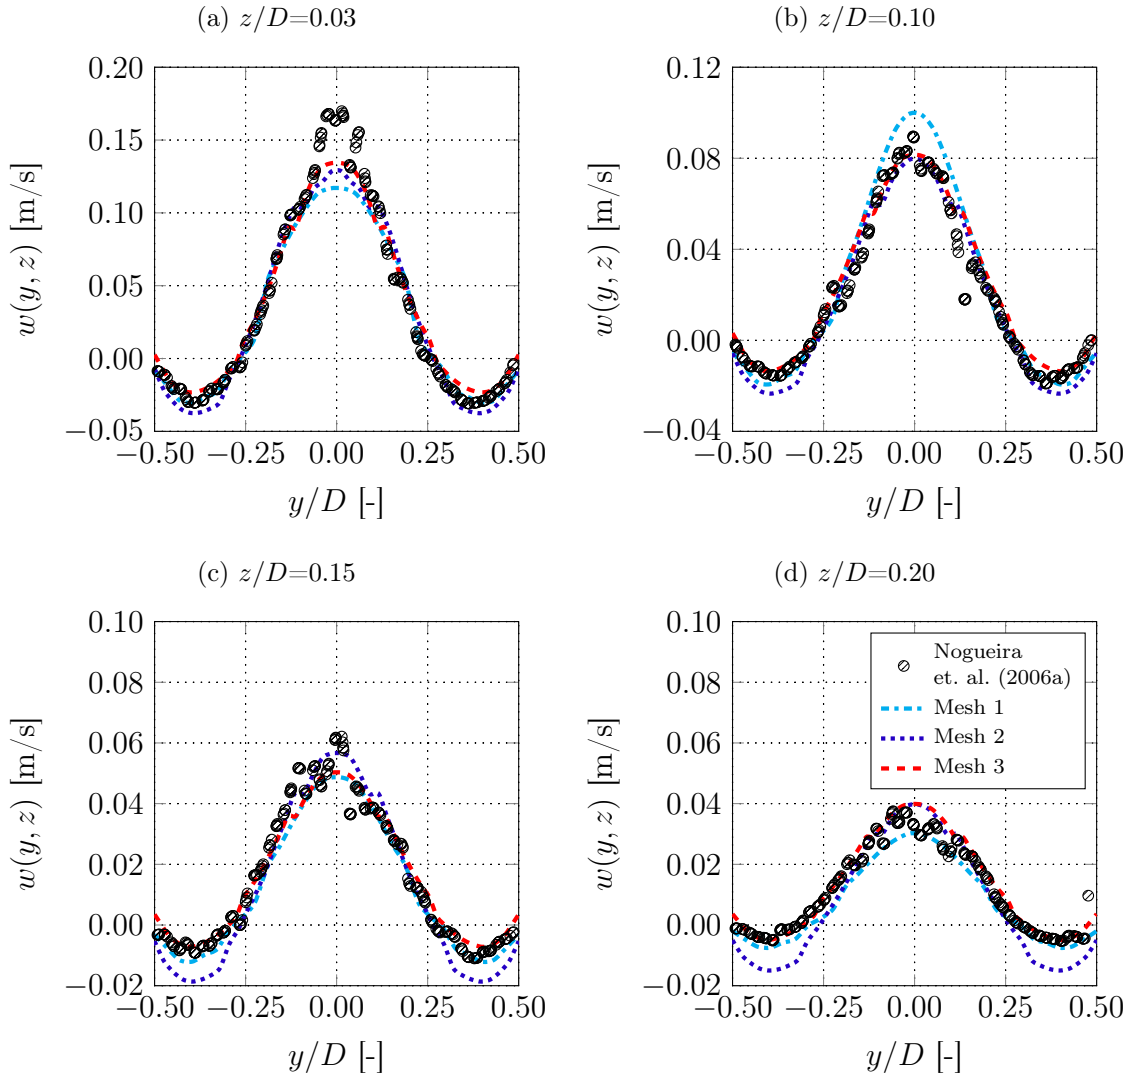 (a) z/D=0.03
0.20
0.15
0.10
0.05
0.00
−0.05
−0.50
−0.25
0.00
0.25
0.50
w(y, z) [m/s]
y/D [-]
(b) z/D=0.10
0.12
0.08
0.04
0.00
−0.04
−0.50
−0.25
0.00
0.25
0.50
w(y, z) [m/s]
y/D [-]
(c) z/D=0.15
0.10
0.08
0.06
0.04
0.02
0.00
−0.02
−0.50
−0.25
0.00
0.25
0.50
w(y, z) [m/s]
y/D [-]
(d) z/D=0.20
0.10
0.08
0.06
0.04
0.02
0.00
−0.02
−0.50
−0.25
0.00
0.25
0.50
w(y, z) [m/s]
y/D [-]
Nogueira
et. al. (2006a)
Mesh 1
Mesh 2
Mesh 3